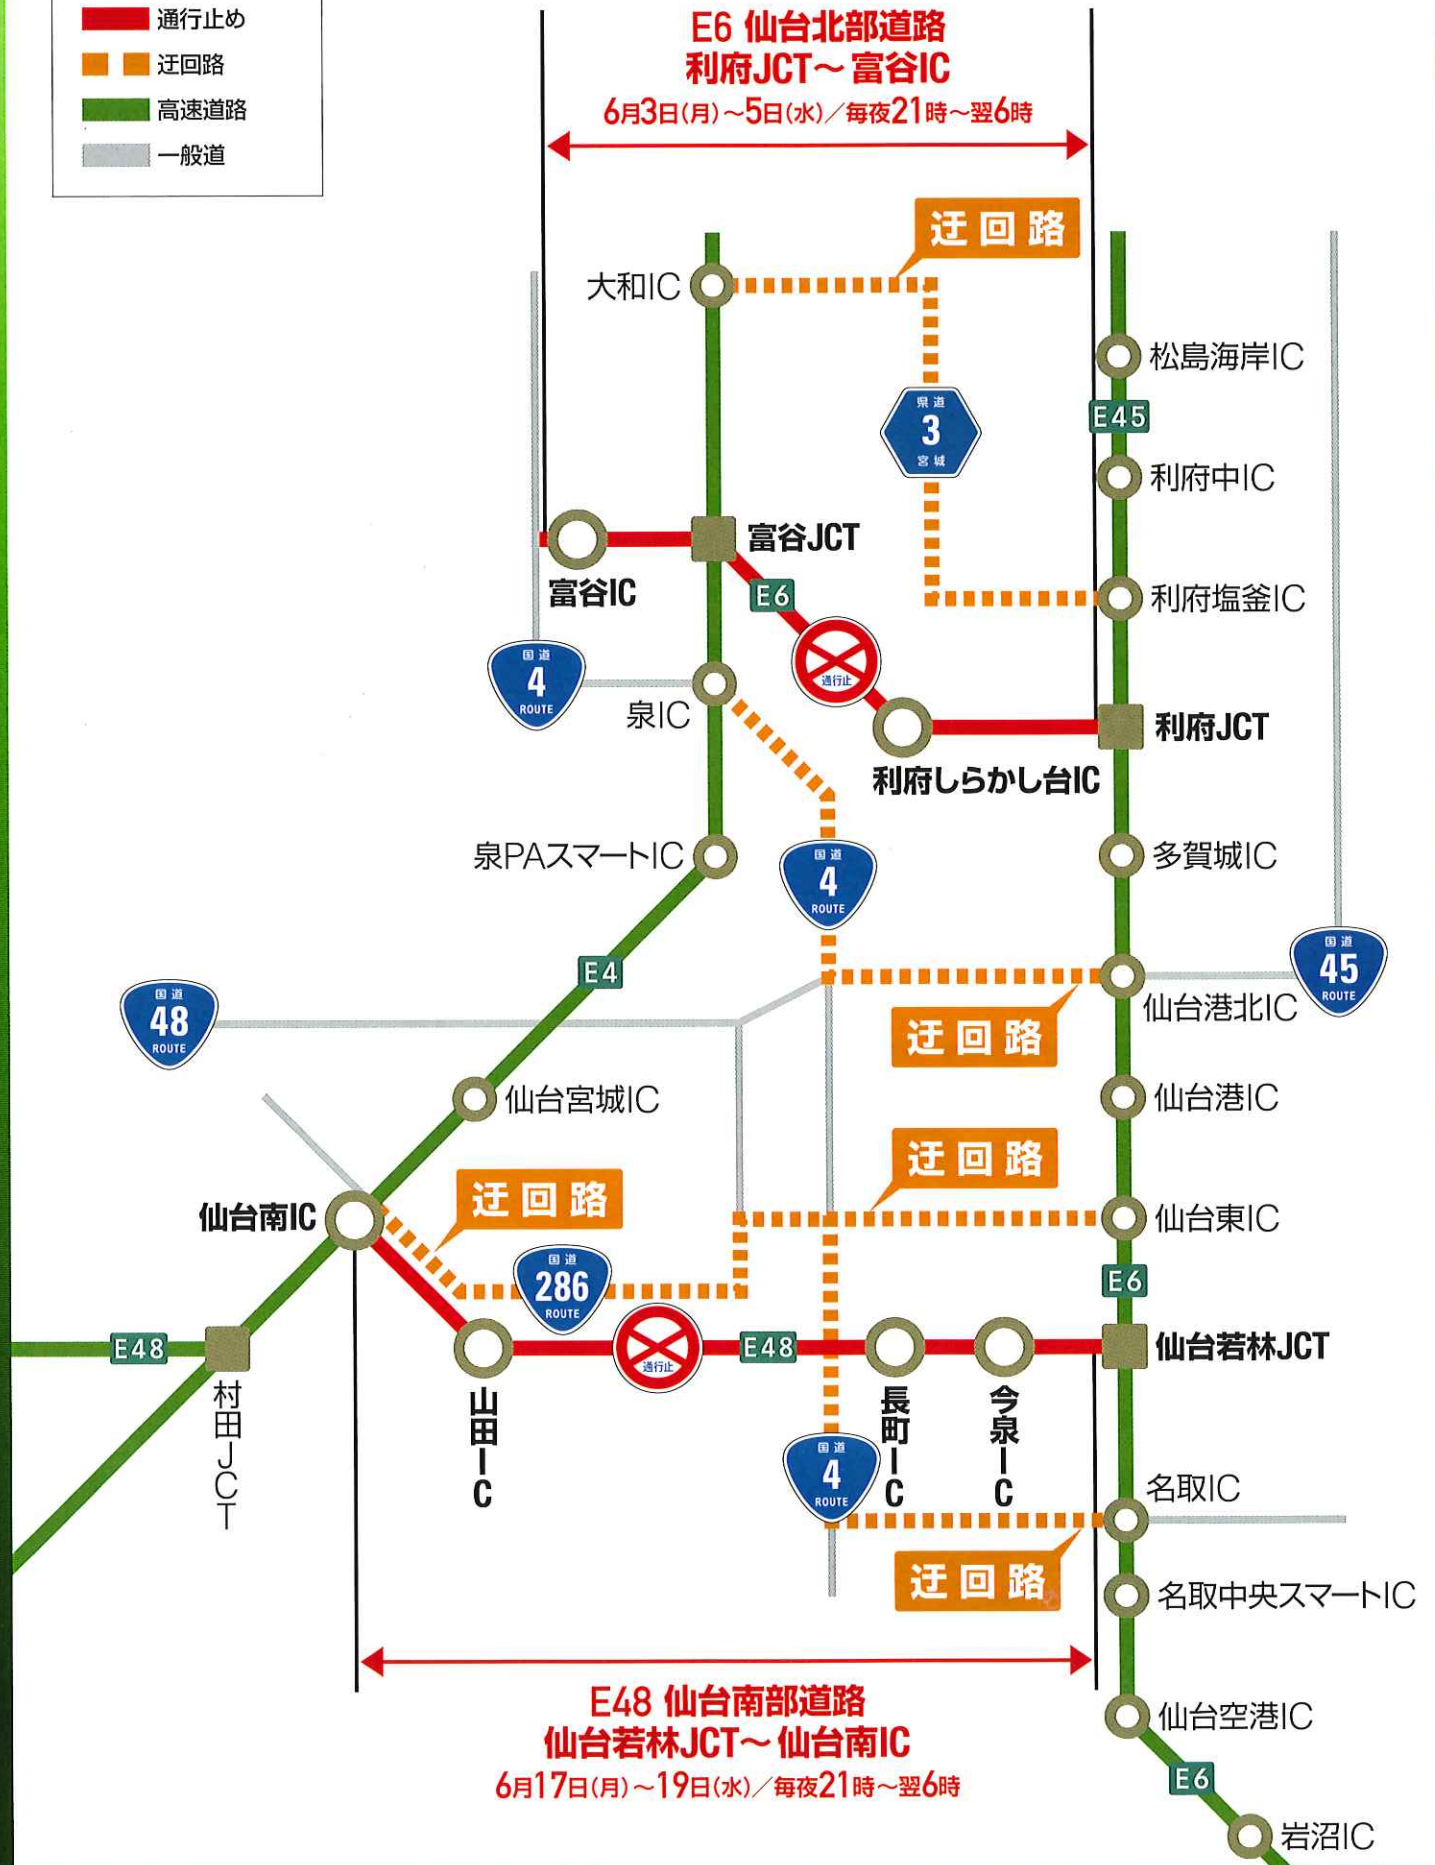 通行止め
迂回路
高速道路
一般道
E6 仙台北部道路
利府JCT～富谷IC
6月3日(月)～5日(水)／毎夜21時～翌6時
迂回路
大和IC
松島海岸IC
県道
3
宮城
E45
利府中IC
富谷JCT
富谷IC
E6
利府塩釜IC
国道
4
ROUTE
通行止
泉IC
利府JCT
利府しらかし台IC
泉PAスマートIC
国道
4
ROUTE
多賀城IC
E4
国道
45
ROUTE
国道
48
ROUTE
仙台港北IC
迂回路
仙台宮城IC
仙台港IC
迂回路
迂回路
仙台南IC
仙台東IC
国道
286
ROUTE
E6
E48
通行止
E48
仙台若林JCT
村田JCT
山田IC
長町IC
今泉IC
国道
4
ROUTE
名取IC
迂回路
名取中央スマートIC
E48 仙台南部道路
仙台若林JCT～仙台南IC
6月17日(月)～19日(水)／毎夜21時～翌6時
仙台空港IC
E6
岩沼IC